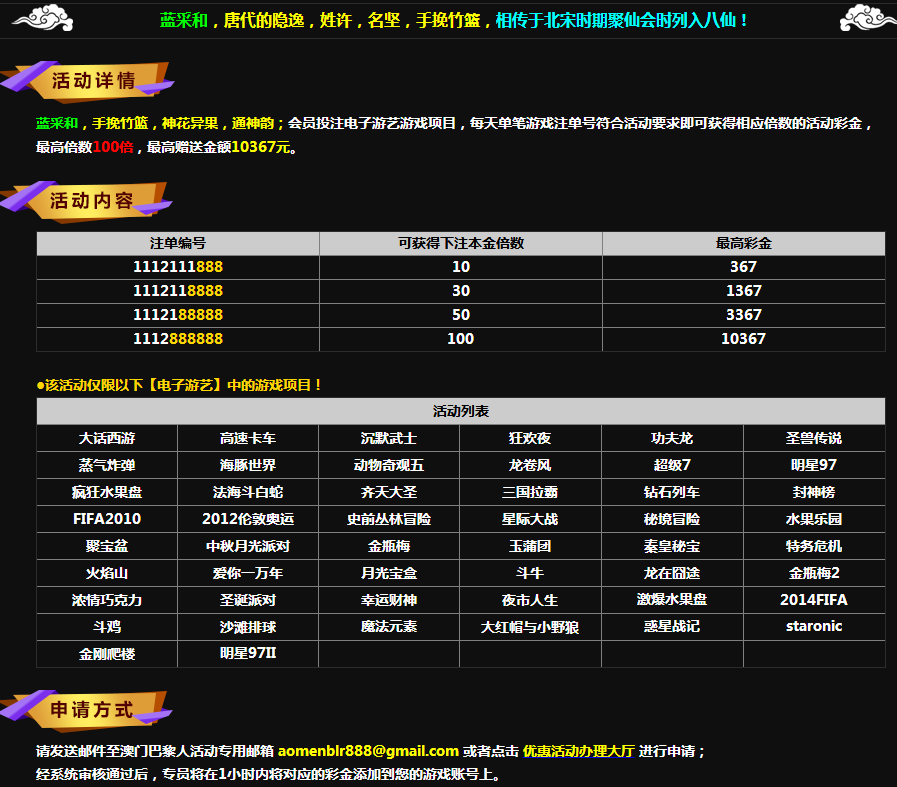 蓝采和，唐代的隐逸，姓许，名坚，手挽竹篮，相传于北宋时期聚仙会时列入八仙！
活动详情
蓝采和，手挽竹篮，神花异果，通神韵；会员投注电子游艺游戏项目，每天单笔游戏注单号符合活动要求即可获得相应倍数的活动彩金，
最高倍数100倍，最高赠送金额10367元。
活动内容
注单编号 可获得下注本金倍数 最高彩金
1112111888 10 367
1112118888 30 1367
1112188888 50 3367
1112888888 100 10367
●该活动仅限以下【电子游艺】中的游戏项目！
活动列表
大话西游 高速卡车 沉默武士 狂欢夜 功夫龙 圣兽传说
蒸气炸弹 海豚世界 动物奇观五 龙卷风 超级7 明星97
疯狂水果盘 法海斗白蛇 齐天大圣 三国拉霸 钻石列车 封神榜
FIFA2010 2012伦敦奥运 史前丛林冒险 星际大战 秘境冒险 水果乐园
聚宝盆 中秋月光派对 金瓶梅 玉蒲团 秦皇秘宝 特务危机
火焰山 爱你一万年 月光宝盒 斗牛 龙在囧途 金瓶梅2
浓情巧克力 圣诞派对 幸运财神 夜市人生 激爆水果盘 2014FIFA
斗鸡 沙滩排球 魔法元素 大红帽与小野狼 惑星战记 staronic
金刚爬楼 明星97II
申请方式
请发送邮件至澳门巴黎人活动专用邮箱 aomenblr888@gmail.com 或者点击 优惠活动办理大厅 进行申请；
经系统审核通过后，专员将在1小时内将对应的彩金添加到您的游戏账号上。